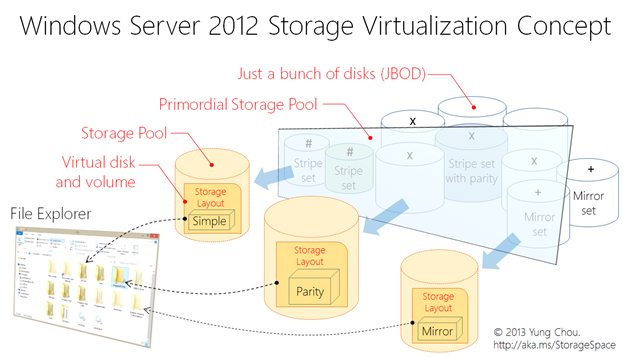 Windows Server 2012 Storage Virtualization Concept
Just a bunch of disks (JBOD)
Primordial Storage Pool
Storage Pool
Virtual disk
and volume
File Explorer
#
Stripe
set
#
Stripe
set
x
x
x
Stripe set
with parity
x
+
Mirror
set
+
Mirror
set
Storage
Layout
Simple
Storage
Layout
Parity
Storage
Layout
Mirror
© 2013 Yung Chou.
http://aka.ms/StorageSpace